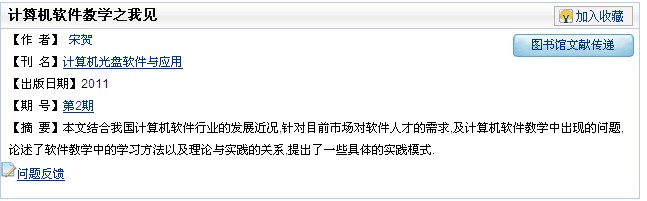 计算机软件教学之我见
加入收藏
【作 者】 宋贺
图书馆文献传递
【刊 名】计算机光盘软件与应用
【出版日期】2011
【期 号】第2期
【摘 要】本文结合我国计算机软件行业的发展近况,针对目前市场对软件人才的需求,及计算机软件教学中出现的问题,
论述了软件教学中的学习方法以及理论与实践的关系,提出了一些具体的实践模式.
问题反馈